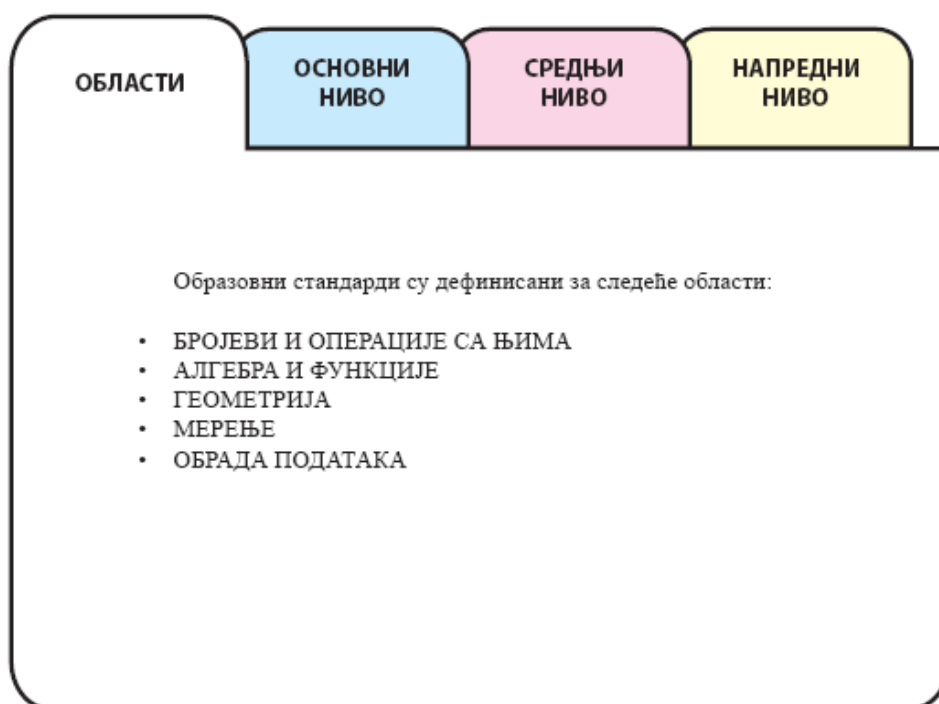 ОБЛАСТИ
ОСНОВНИ
НИВО
СРЕДЊИ
НИВО
НАПРЕДНИ
НИВО
Образовни стандарди су дефинисани за следеће области:
• БРОЈЕВИ И ОПЕРАЦИЈЕ СА ЊИМА
• АЛГЕБРА И ФУНКЦИЈЕ
• ГЕОМЕТРИЈА
• МЕРЕЊЕ
• ОБРАДА ПОДАТАКА